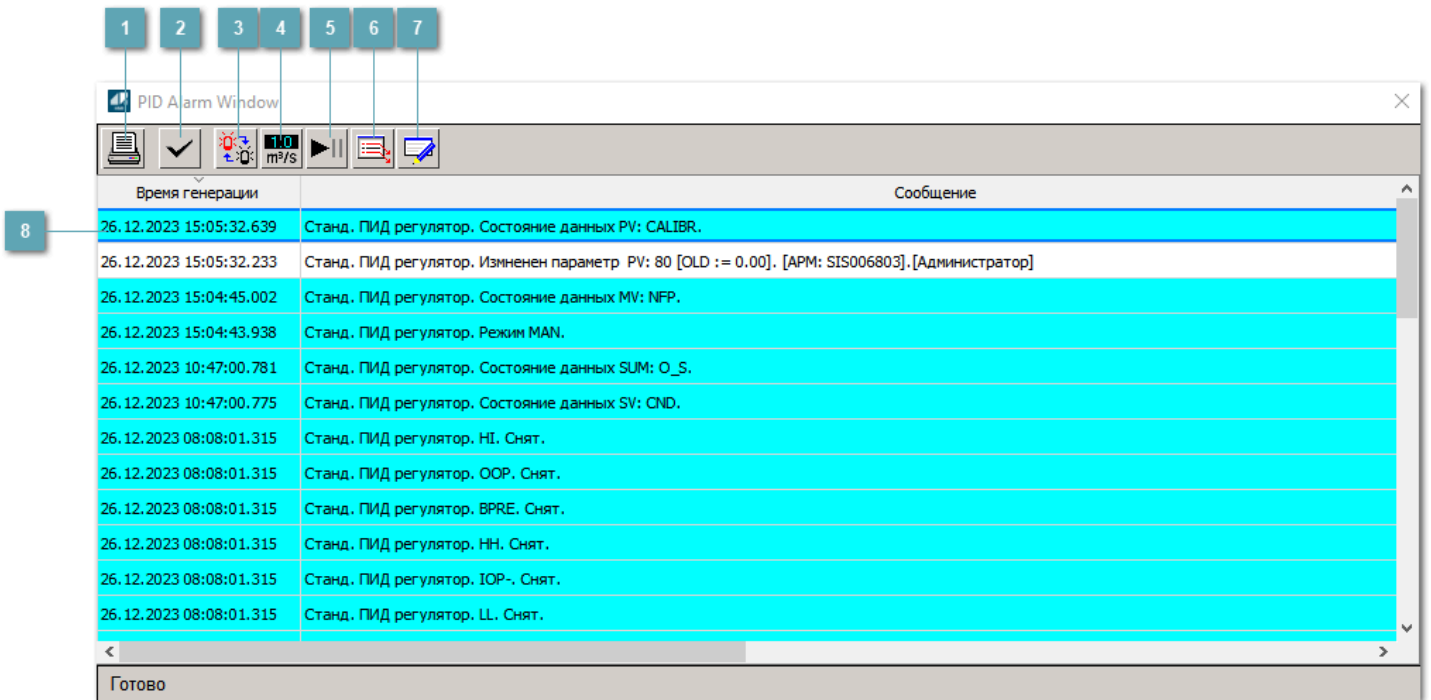 1 2 3 4 5 6 7
PID Alarm Window
1.0
m³/s
Время генерации Сообщение
8
26.12.2023 15:05:32.639 Станд. ПИД регулятор. Состояние данных PV: CALIBR.
26.12.2023 15:05:32.233 Станд. ПИД регулятор. Измненен параметр PV: 80 [OLD := 0.00]. [АРМ: SIS006803].[Администратор]
26.12.2023 15:04:45.002 Станд. ПИД регулятор. Состояние данных MV: NFP.
26.12.2023 15:04:43.938 Станд. ПИД регулятор. Режим MAN.
26.12.2023 10:47:00.781 Станд. ПИД регулятор. Состояние данных SUM: O_S.
26.12.2023 10:47:00.775 Станд. ПИД регулятор. Состояние данных SV: CND.
26.12.2023 08:08:01.315 Станд. ПИД регулятор. HI. Снят.
26.12.2023 08:08:01.315 Станд. ПИД регулятор. OOP. Снят.
26.12.2023 08:08:01.315 Станд. ПИД регулятор. BPRE. Снят.
26.12.2023 08:08:01.315 Станд. ПИД регулятор. HH. Снят.
26.12.2023 08:08:01.315 Станд. ПИД регулятор. IOP-. Снят.
26.12.2023 08:08:01.315 Станд. ПИД регулятор. LL. Снят.
Готово